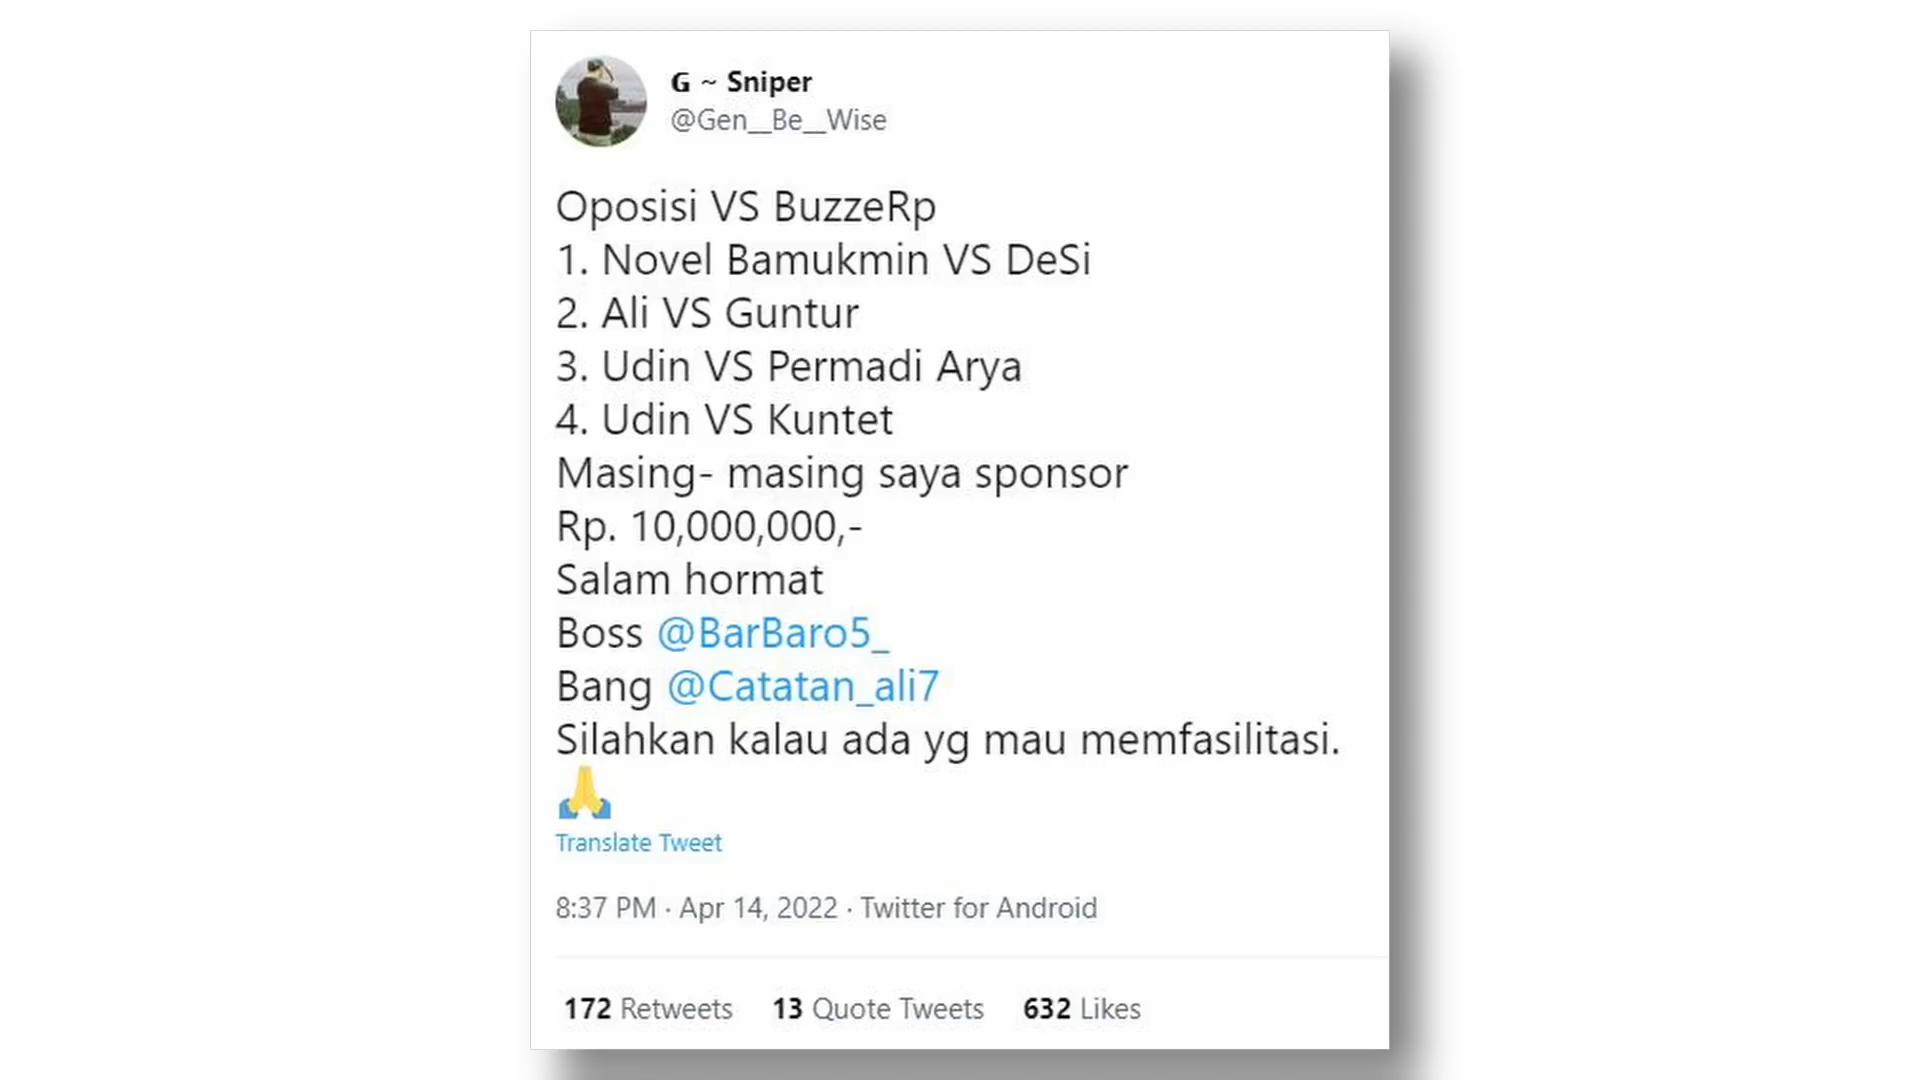 G ~ Sniper
@Gen__Be__Wise
Oposisi VS BuzzeRp
1. Novel Bamukmin VS DeSi
2. Ali VS Guntur
3. Udin VS Permadi Arya
4. Udin VS Kuntet
Masing- masing saya sponsor
Rp. 10,000,000,-
Salam hormat
Boss @BarBaro5_
Bang @Catatan_ali7
Silahkan kalau ada yg mau memfasilitasi.
🙏
Translate Tweet
8:37 PM · Apr 14, 2022 · Twitter for Android
172 Retweets 13 Quote Tweets 632 Likes